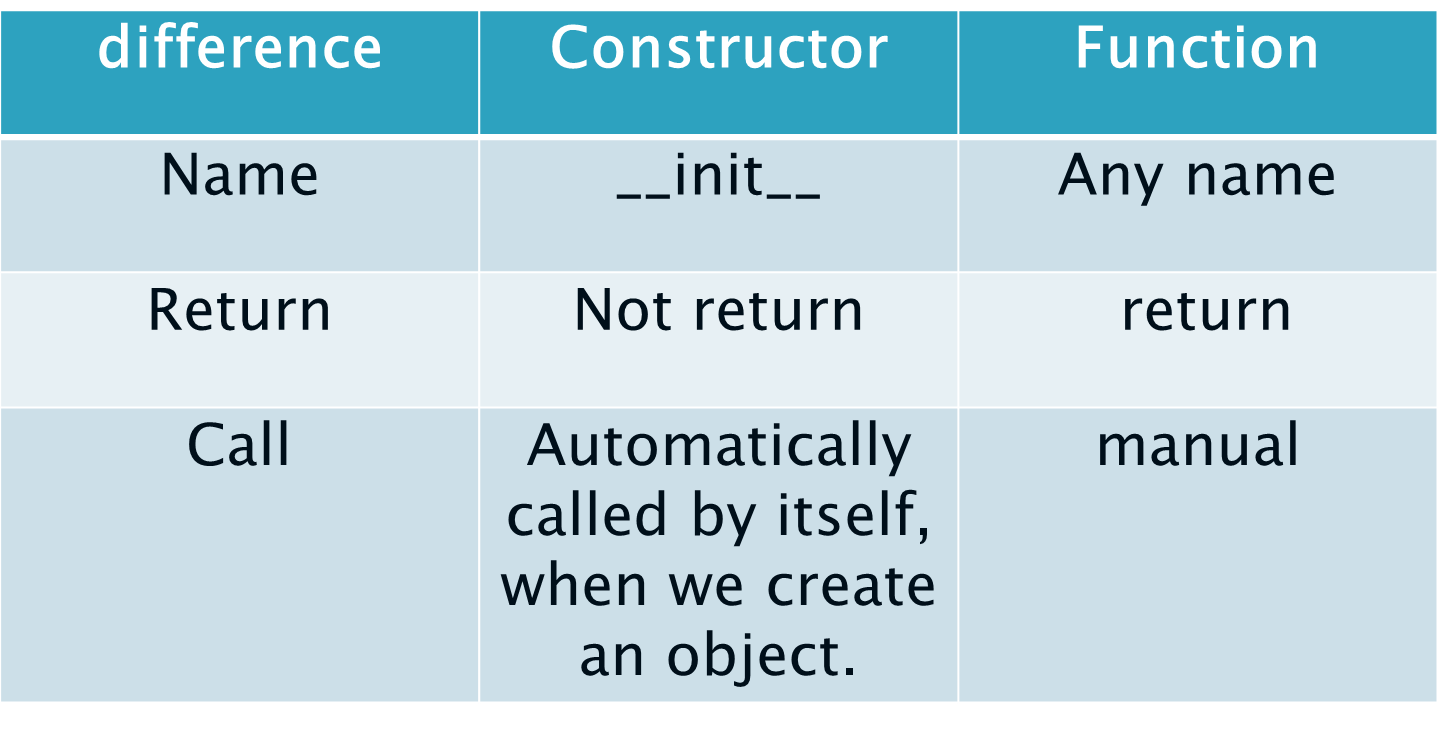 difference Constructor Function
Name __init__ Any name
Return Not return return
Call Automatically manual
called by itself,
when we create
an object.